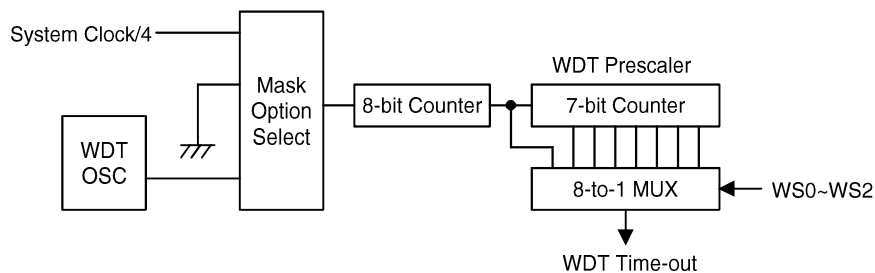 System Clock/4
WDT Prescaler
Mask
Option
Select
8-bit Counter
7-bit Counter
WDT
OSC
8-to-1 MUX
WS0~WS2
WDT Time-out